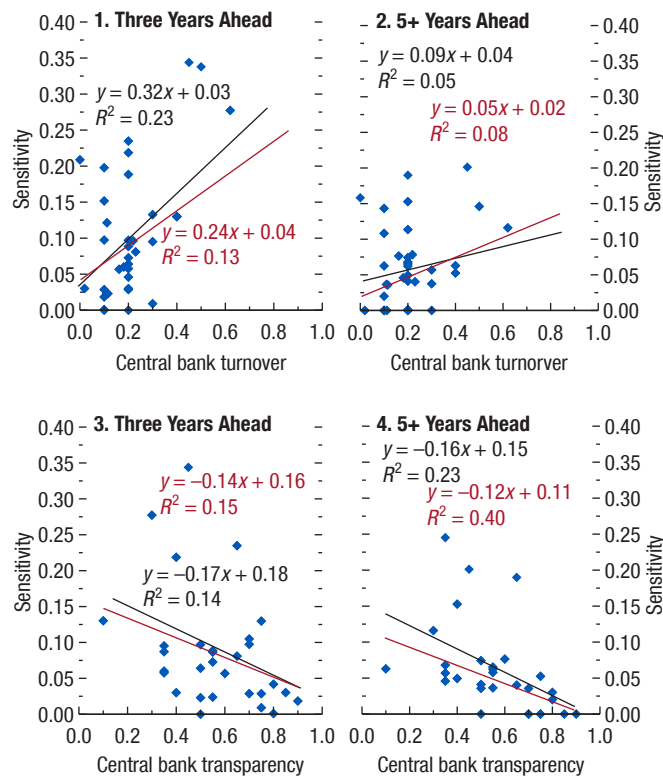 1. Three Years Ahead
y = 0.32x + 0.03
R² = 0.23
y = 0.24x + 0.04
R² = 0.13
Sensitivity
0.40
0.35
0.30
0.25
0.20
0.15
0.10
0.05
0.00
0.0 0.2 0.4 0.6 0.8 1.0
Central bank turnover
2. 5+ Years Ahead
y = 0.09x + 0.04
R² = 0.05
y = 0.05x + 0.02
R² = 0.08
0.40
0.35
0.30
0.25
0.20
0.15
0.10
0.05
0.00
Sensitivity
0.0 0.2 0.4 0.6 0.8 1.0
Central bank turnorver
3. Three Years Ahead
y = –0.14x + 0.16
R² = 0.15
y = –0.17x + 0.18
R² = 0.14
Sensitivity
0.40
0.35
0.30
0.25
0.20
0.15
0.10
0.05
0.00
0.0 0.2 0.4 0.6 0.8 1.0
Central bank transparency
4. 5+ Years Ahead
y = –0.16x + 0.15
R² = 0.23
y = –0.12x + 0.11
R² = 0.40
0.40
0.35
0.30
0.25
0.20
0.15
0.10
0.05
0.00
Sensitivity
0.0 0.2 0.4 0.6 0.8 1.0
Central bank transparency